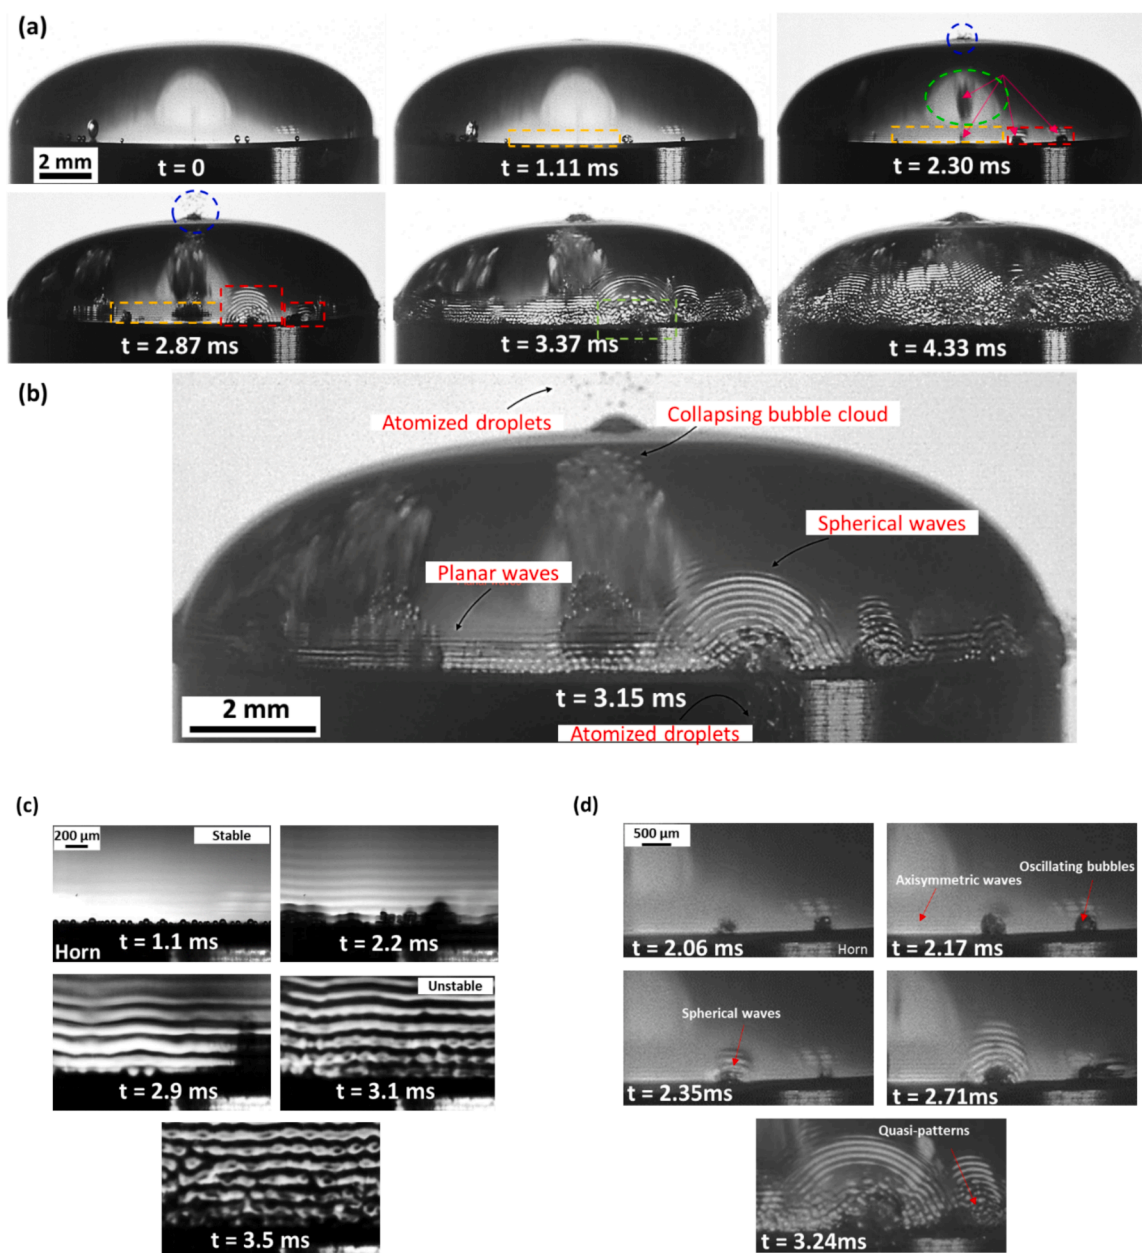 (a)
2 mm
t = 0
t = 1.11 ms
t = 2.30 ms
t = 2.87 ms
t = 3.37 ms
t = 4.33 ms
(b)
Atomized droplets
Collapsing bubble cloud
Spherical waves
Planar waves
t = 3.15 ms
2 mm
Atomized droplets
(c)
200 µm
Stable
Horn
t = 1.1 ms
t = 2.2 ms
Unstable
t = 2.9 ms
t = 3.1 ms
t = 3.5 ms
(d)
500 µm
t = 2.06 ms
Horn
Oscillating bubbles
Axisymmetric waves
t = 2.17 ms
Spherical waves
t = 2.35ms
t = 2.71ms
Quasi-patterns
t = 3.24ms